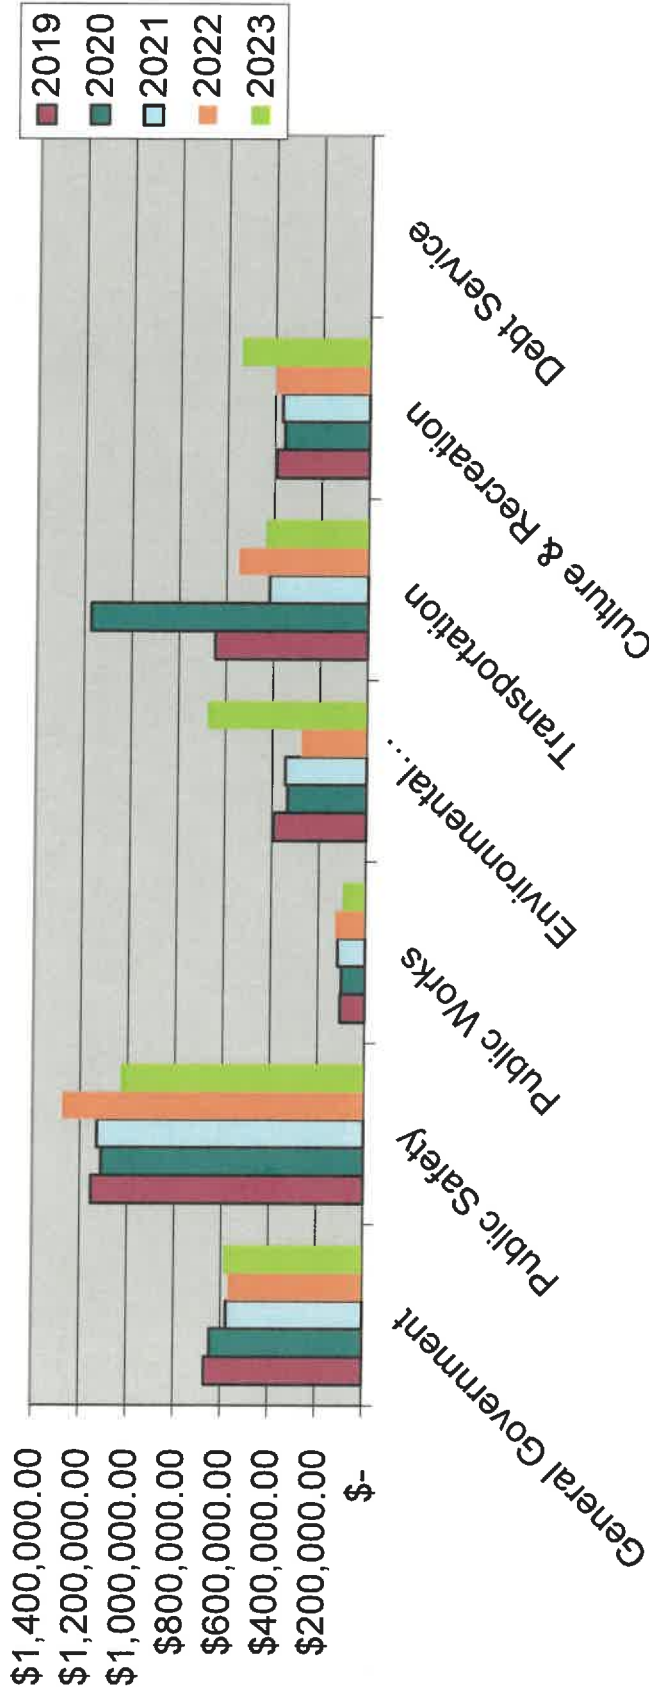 $1,400,000.00
$1,200,000.00
$1,000,000.00
$800,000.00
$600,000.00
$400,000.00
$200,000.00
$-
General Government
Public Safety
Public Works
Environmental...
Transportation
Culture & Recreation
Debt Service
2019
2020
2021
2022
2023